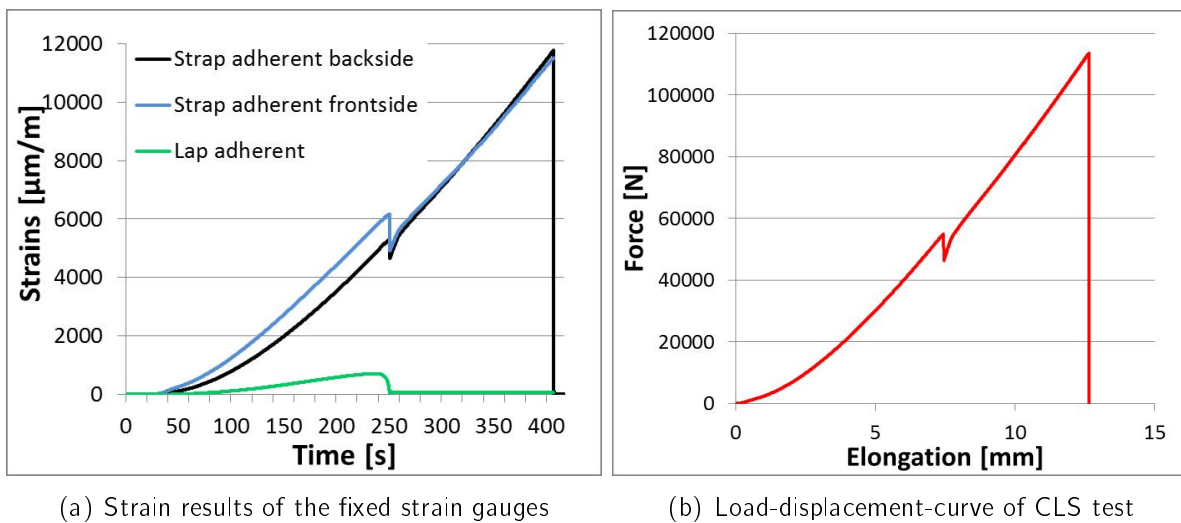 12000
10000
8000
6000
4000
2000
0
Strains [µm/m]
Strap adherent backside
Strap adherent frontside
Lap adherent
0 50 100 150 200 250 300 350 400
Time [s]
120000
100000
80000
60000
40000
20000
0
Force [N]
0 5 10 15
Elongation [mm]
(a) Strain results of the fixed strain gauges
(b) Load-displacement-curve of CLS test